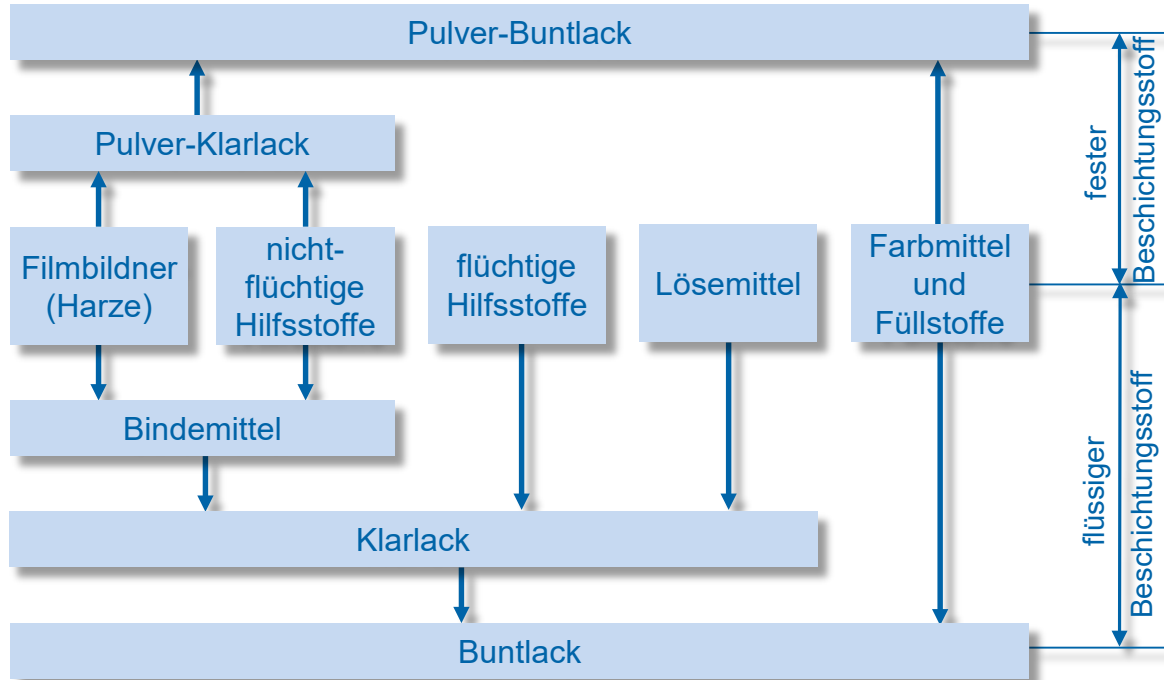 Pulver-Buntlack
Pulver-Klarlack
Filmbildner
(Harze)
nicht-
flüchtige
Hilfsstoffe
flüchtige
Hilfsstoffe
Lösemittel
Farbmittel
und
Füllstoffe
Bindemittel
Klarlack
Buntlack
fester
Beschichtungsstoff
flüssiger
Beschichtungsstoff